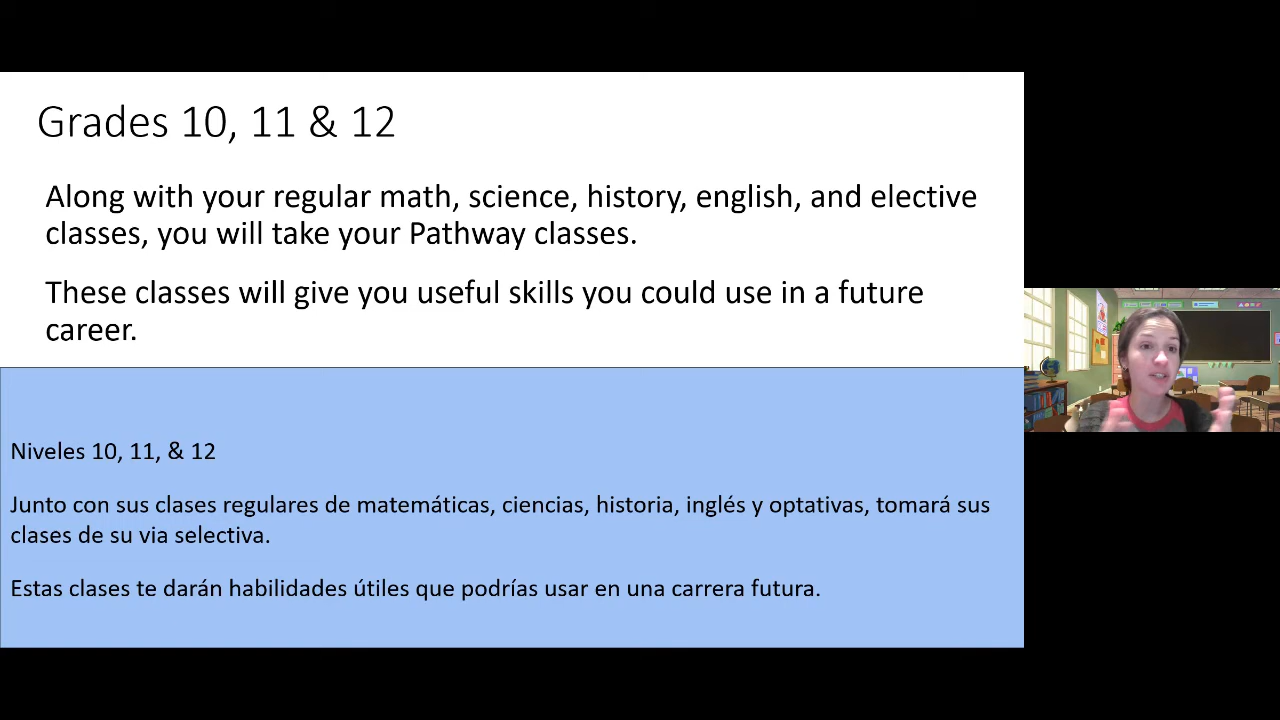 Grades 10, 11 & 12
Along with your regular math, science, history, english, and elective
classes, you will take your Pathway classes.
These classes will give you useful skills you could use in a future
career.
Niveles 10, 11, & 12
Junto con sus clases regulares de matemáticas, ciencias, historia, inglés y optativas, tomará sus
clases de su via selectiva.
Estas clases te darán habilidades útiles que podrías usar en una carrera futura.